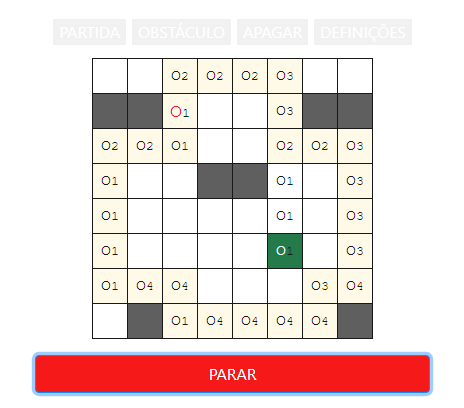 PARTIDA OBSTÁCULO APAGAR DEFINIÇÕES
O2 O2 O2 O3
O1 O3
O2 O2 O1 O2 O2 O3
O1 O1 O3
O1 O1 O3
O1 O1 O3
O1 O4 O4 O3 O4
O1 O4 O4 O4 O4
PARAR